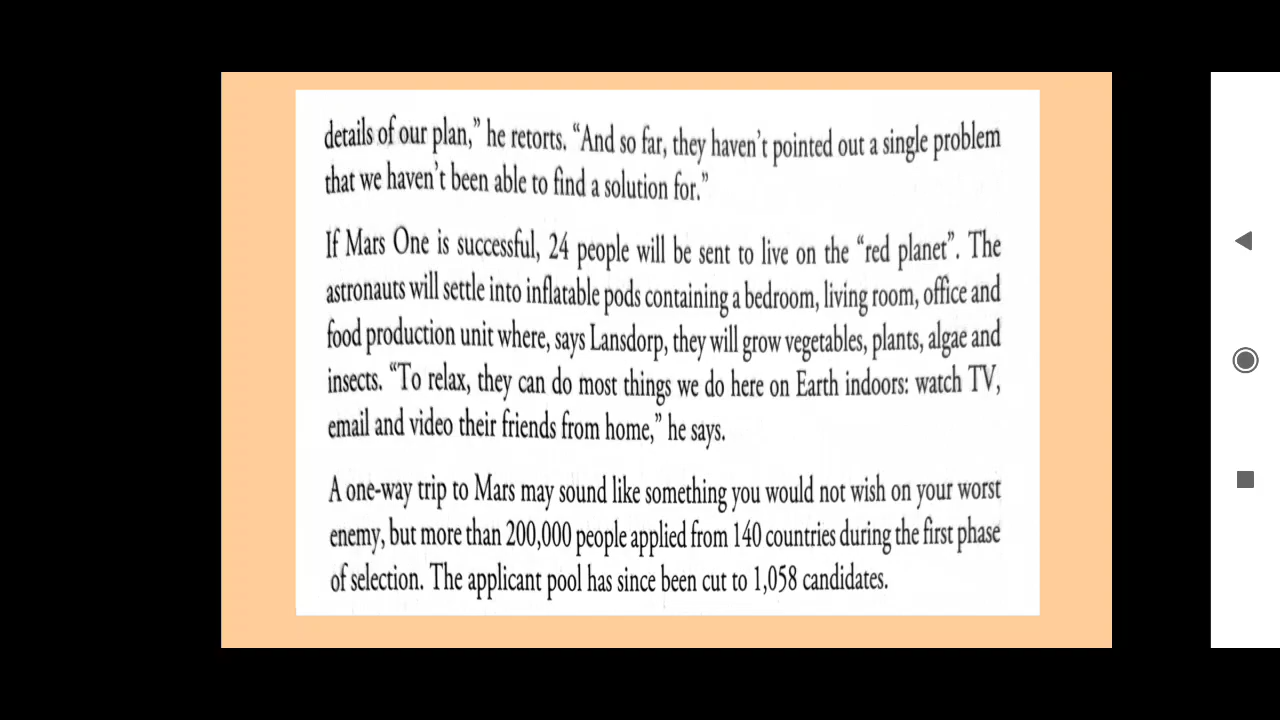 details of our plan,” he retorts. “And so far, they haven’t pointed out a single problem
that we haven’t been able to find a solution for.”
If Mars One is successful, 24 people will be sent to live on the “red planet”. The
astronauts will settle into inflatable pods containing a bedroom, living room, office and
food production unit where, says Lansdorp, they will grow vegetables, plants, algae and
insects. “To relax, they can do most things we do here on Earth indoors: watch TV,
email and video their friends from home,” he says.
A one-way trip to Mars may sound like something you would not wish on your worst
enemy, but more than 200,000 people applied from 140 countries during the first phase
of selection. The applicant pool has since been cut to 1,058 candidates.